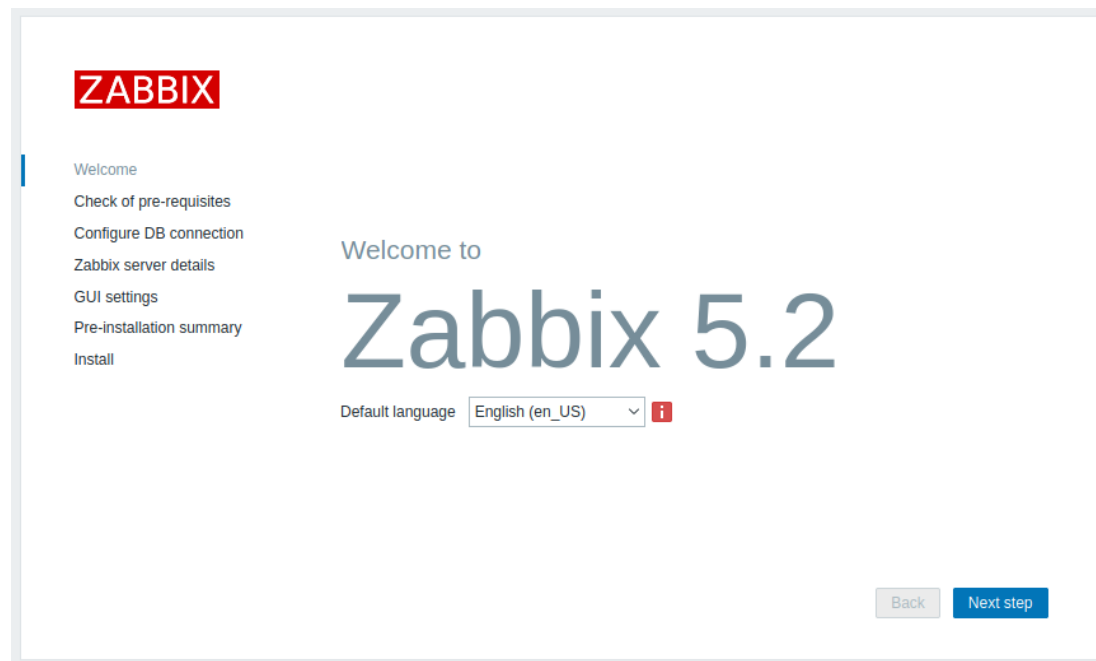 ZABBIX
Welcome
Check of pre-requisites
Configure DB connection
Zabbix server details
GUI settings
Pre-installation summary
Install
Welcome to
Zabbix 5.2
Default language English (en_US) i
Back Next step